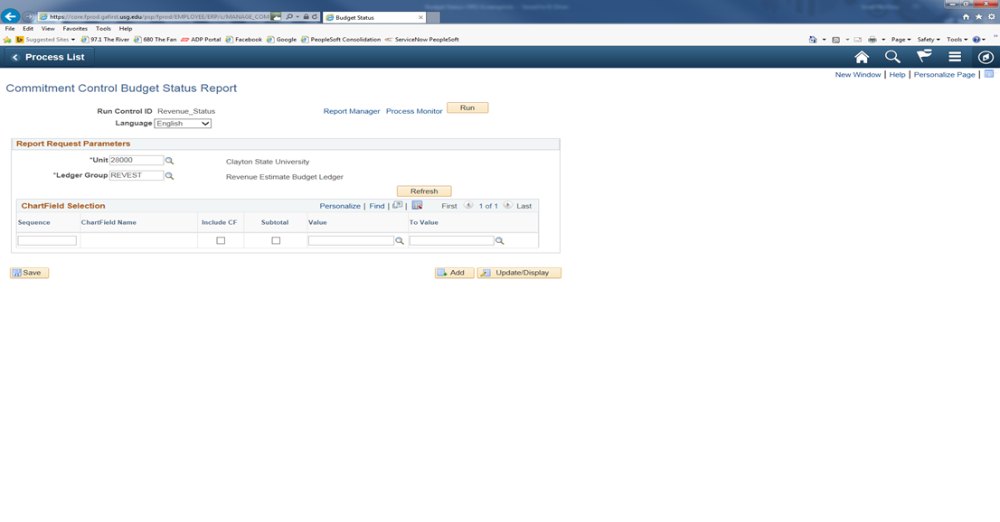 https://core.fprod.gafirst.usg.edu/psp/fprod/EMPLOYEE/ERP/c/MANAGE_COM
Budget Status
File Edit View Favorites Tools Help
Suggested Sites 97.1 The River 680 The Fan ADP Portal Facebook Google PeopleSoft Consolidation ServiceNow PeopleSoft
Page Safety Tools
Process List
New Window | Help | Personalize Page |
Commitment Control Budget Status Report
Run Control ID Revenue_Status Report Manager Process Monitor Run
Language English
Report Request Parameters
*Unit 28000 Clayton State University
*Ledger Group REVEST Revenue Estimate Budget Ledger
Refresh
ChartField Selection Personalize | Find | | First 1 of 1 Last
Sequence ChartField Name Include CF Subtotal Value To Value
Save Add Update/Display